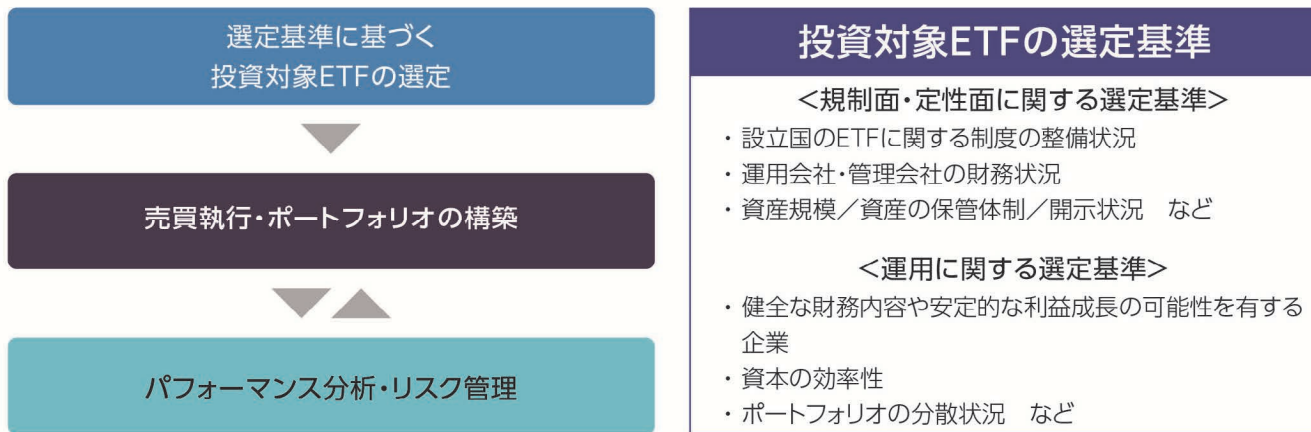 選定基準に基づく
投資対象ETFの選定
売買執行・ポートフォリオの構築
パフォーマンス分析・リスク管理
投資対象ETFの選定基準
＜規制面・定性面に関する選定基準＞
・設立国のETFに関する制度の整備状況
・運用会社・管理会社の財務状況
・資産規模／資産の保管体制／開示状況　など
＜運用に関する選定基準＞
・健全な財務内容や安定的な利益成長の可能性を有する
企業
・資本の効率性
・ポートフォリオの分散状況　など